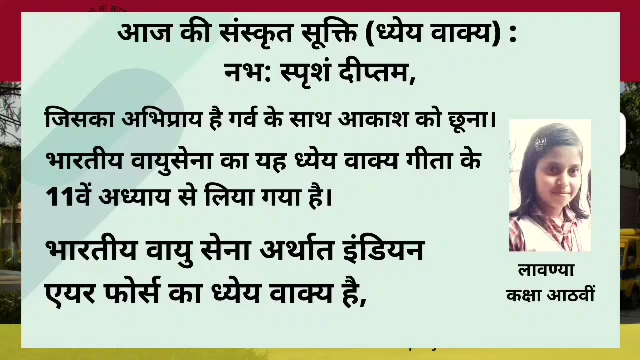 आज की संस्कृत सूक्ति (ध्येय वाक्य) :
नभ: स्पृशं दीप्तम,
जिसका अभिप्राय है गर्व के साथ आकाश को छूना।
भारतीय वायुसेना का यह ध्येय वाक्य गीता के
11वें अध्याय से लिया गया है।
भारतीय वायु सेना अर्थात इंडियन
एयर फोर्स का ध्येय वाक्य है,
लावण्या
कक्षा आठवीं